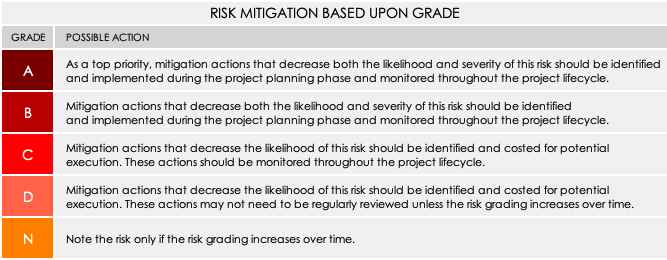 RISK MITIGATION BASED UPON GRADE
GRADE POSSIBLE ACTION
A As a top priority, mitigation actions that decrease both the likelihood and severity of this risk should be identified
and implemented during the project planning phase and monitored throughout the project lifecycle.
B Mitigation actions that decrease both the likelihood and severity of this risk should be identified
and implemented during the project planning phase and monitored throughout the project lifecycle.
C Mitigation actions that decrease the likelihood of this risk should be identified and costed for potential
execution. These actions should be monitored throughout the project lifecycle.
D Mitigation actions that decrease the likelihood of this risk should be identified and costed for potential
execution. These actions may not need to be regularly reviewed unless the risk grading increases over time.
N Note the risk only if the risk grading increases over time.